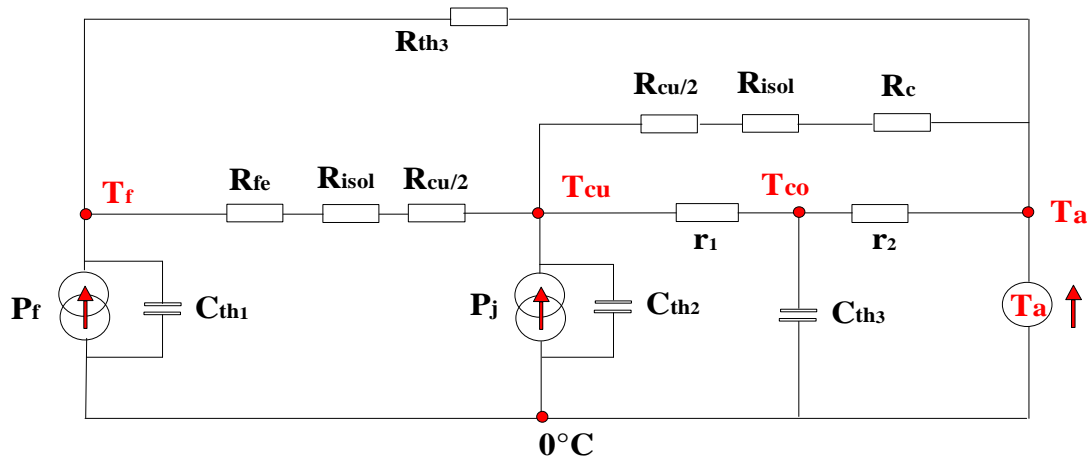 Rth3
Rcu/2 Risol Rc
Tf Rfe Risol Rcu/2 Tcu Tco Ta
r1 r2
Pf Cth1 Pj Cth2 Cth3 Ta
0°C